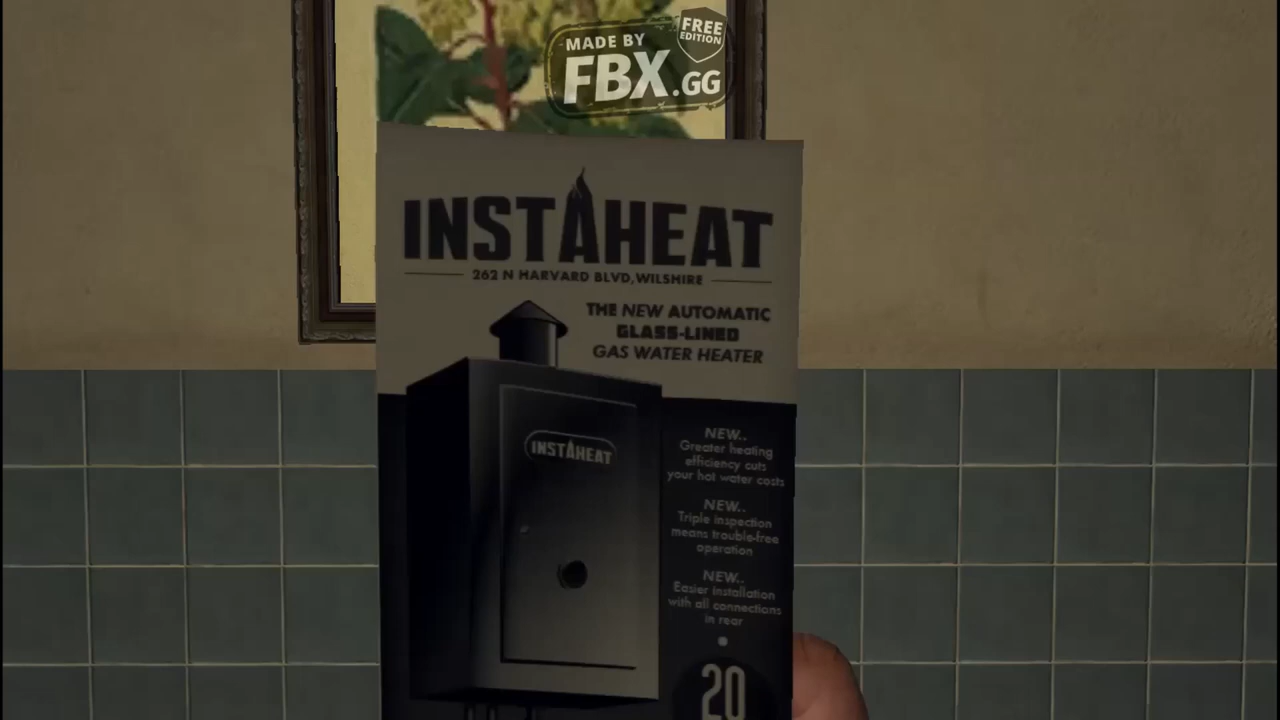 MADE BY
FREE
EDITION
FBX.GG
INSTAHEAT
262 N HARVARD BLVD, WILSHIRE
THE NEW AUTOMATIC
GLASS-LINED
GAS WATER HEATER
INSTAHEAT
NEW..
Greater heating
efficiency cuts
your hot water costs
NEW..
Triple inspection
means trouble-free
operation
NEW..
Easier installation
with all connections
in rear
20